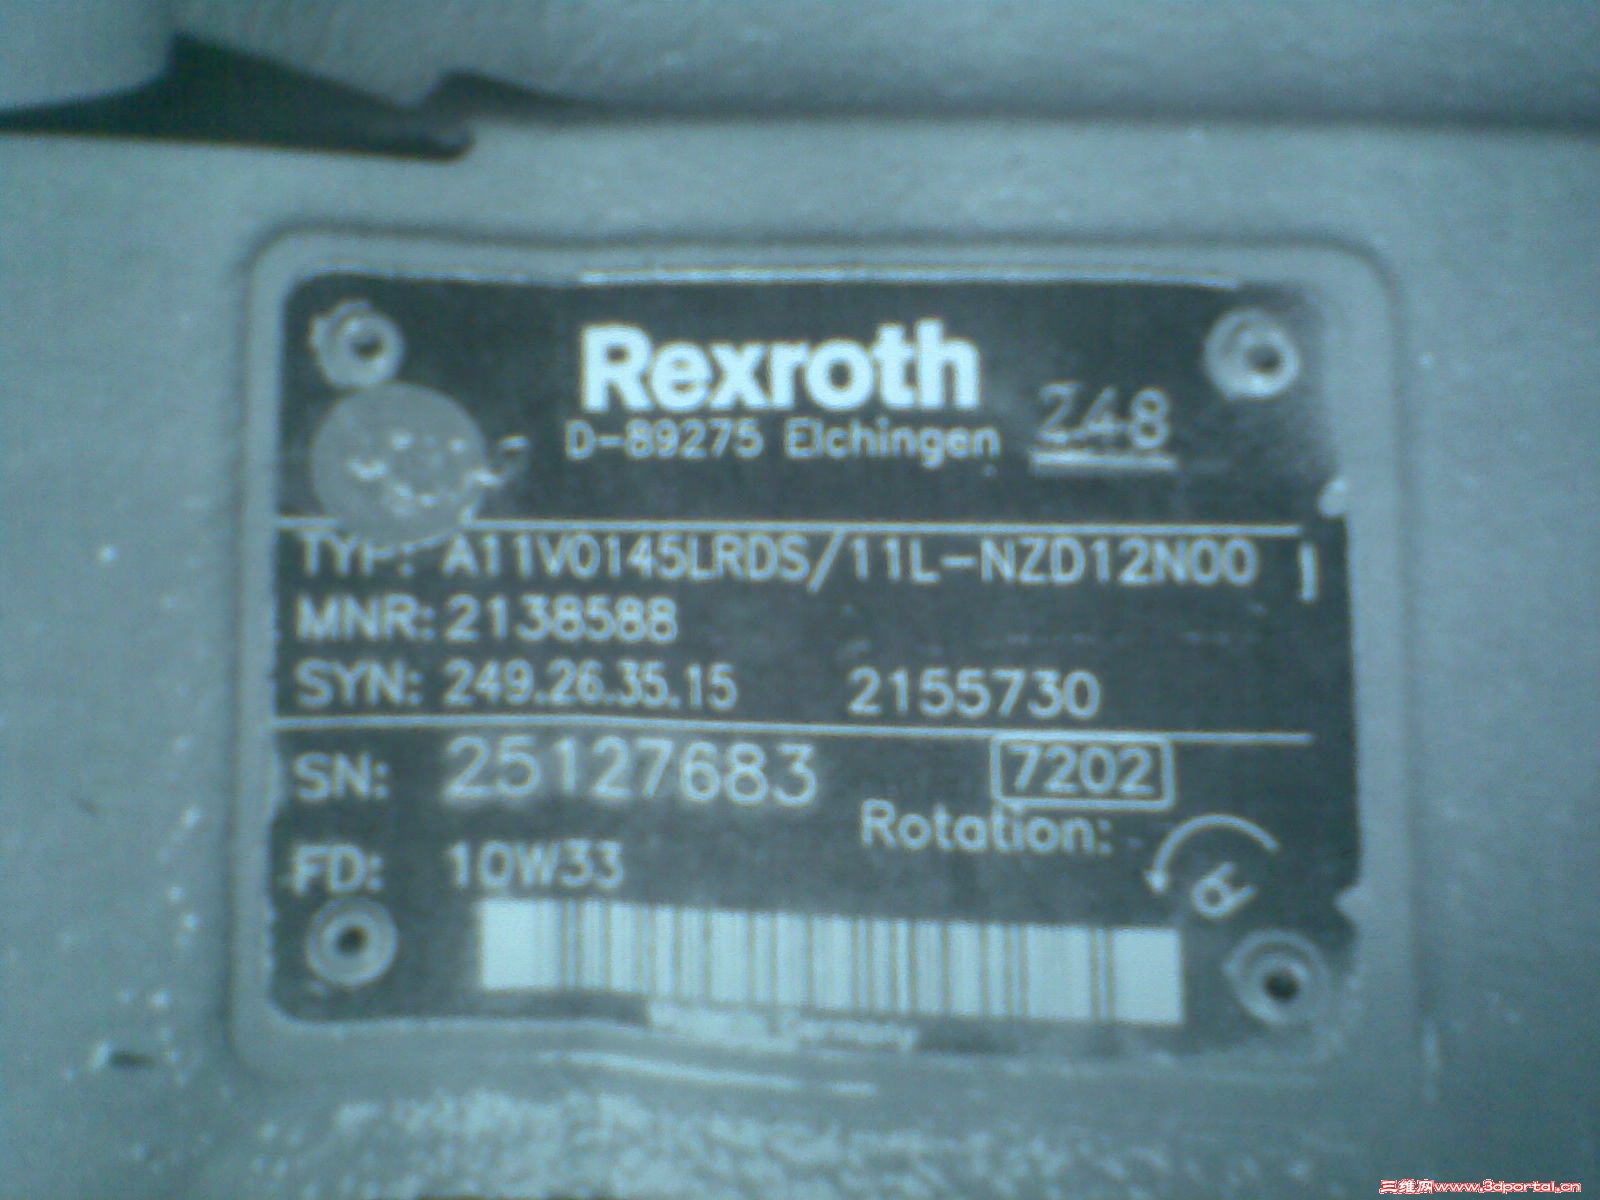 Rexroth
D-89275 Elchingen 248
TYP: A11VO145LRDS/11L-NZD12N00
MNR: 2138588
SYN: 249.26.35.15 2155730
SN: 25127683 7202
Rotation:
FD: 10W33
Germany
三维网www.3dportal.cn